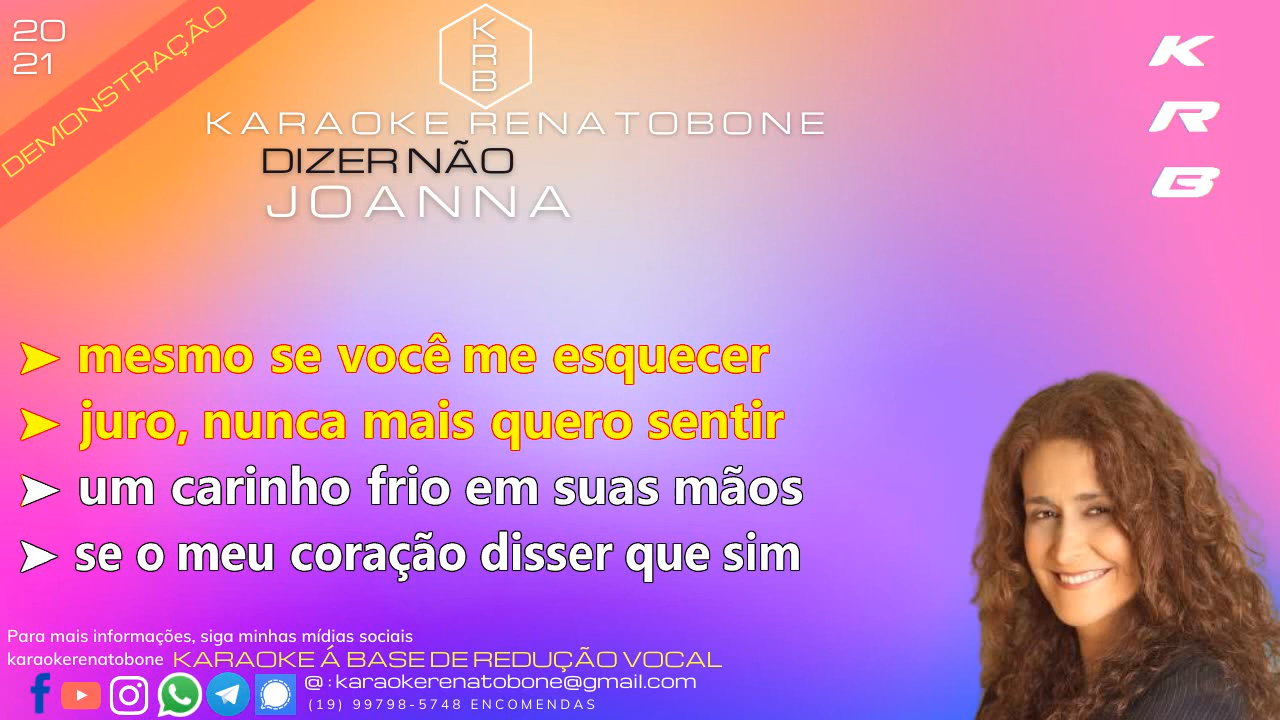 20
21
DEMONSTRAÇÃO
K
R
B
KARAOKE RENATOBONE
DIZER NÃO
JOANNA
K
R
B
➤ mesmo se você me esquecer
➤ juro, nunca mais quero sentir
➤ um carinho frio em suas mãos
➤ se o meu coração disser que sim
Para mais informações, siga minhas mídias sociais
karaokerenatobone KARAOKE Á BASE DE REDUÇÃO VOCAL
@ : karaokerenatobone@gmail.com
(19) 99798-5748 ENCOMENDAS